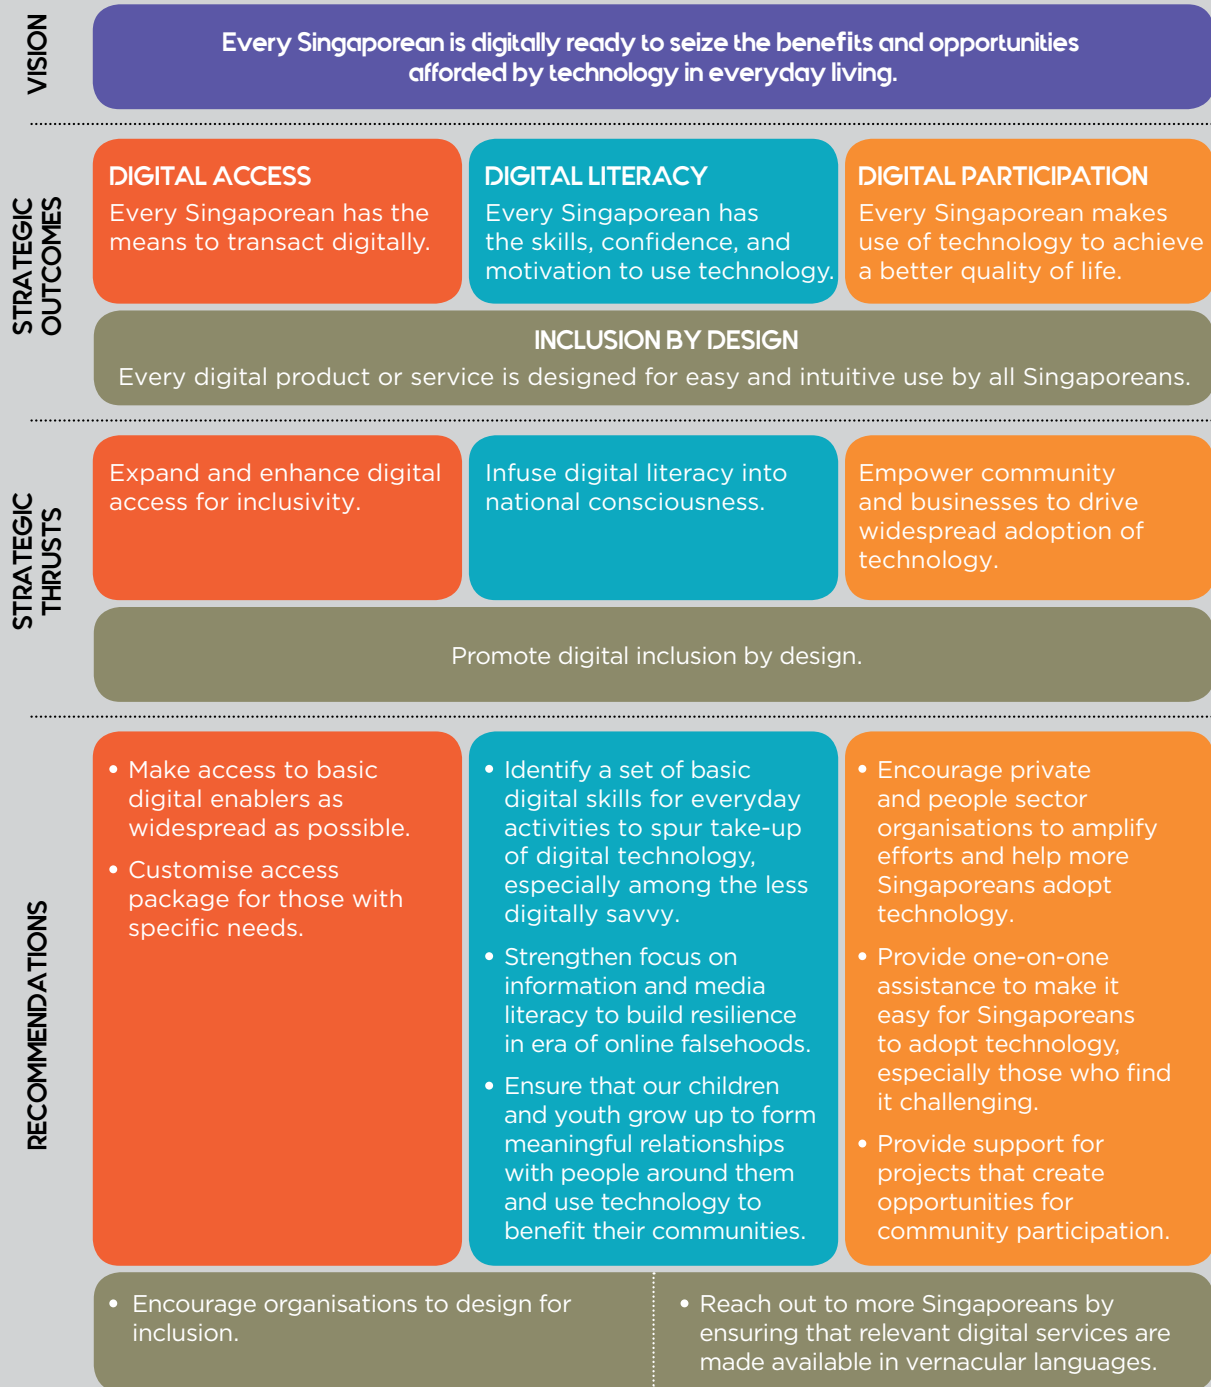 VISION
Every Singaporean is digitally ready to seize the benefits and opportunities
afforded by technology in everyday living.
STRATEGIC
OUTCOMES
DIGITAL ACCESS
Every Singaporean has the
means to transact digitally.
DIGITAL LITERACY
Every Singaporean has
the skills, confidence, and
motivation to use technology.
DIGITAL PARTICIPATION
Every Singaporean makes
use of technology to achieve
a better quality of life.
INCLUSION BY DESIGN
Every digital product or service is designed for easy and intuitive use by all Singaporeans.
STRATEGIC
THRUSTS
Expand and enhance digital
access for inclusivity.
Infuse digital literacy into
national consciousness.
Empower community
and businesses to drive
widespread adoption of
technology.
Promote digital inclusion by design.
RECOMMENDATIONS
• Make access to basic
digital enablers as
widespread as possible.
• Customise access
package for those with
specific needs.
• Identify a set of basic
digital skills for everyday
activities to spur take-up
of digital technology,
especially among the less
digitally savvy.
• Strengthen focus on
information and media
literacy to build resilience
in era of online falsehoods.
• Ensure that our children
and youth grow up to form
meaningful relationships
with people around them
and use technology to
benefit their communities.
• Encourage private
and people sector
organisations to amplify
efforts and help more
Singaporeans adopt
technology.
• Provide one-on-one
assistance to make it
easy for Singaporeans
to adopt technology,
especially those who find
it challenging.
• Provide support for
projects that create
opportunities for
community participation.
• Encourage organisations to design for
inclusion.
• Reach out to more Singaporeans by
ensuring that relevant digital services are
made available in vernacular languages.